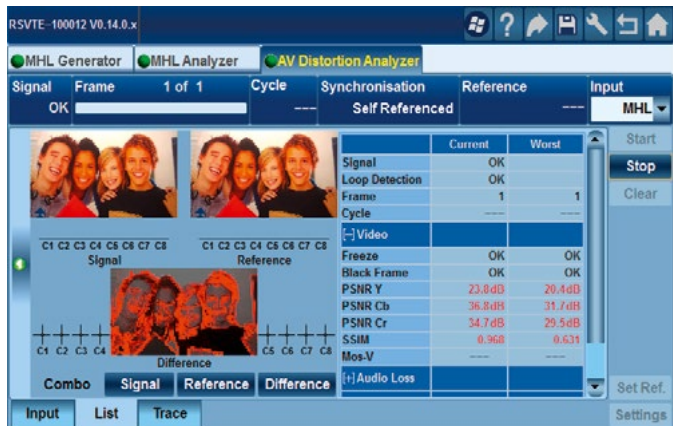 RSVTE-100012 V0.14.0.x
?
MHL Generator MHL Analyzer AV Distortion Analyzer
Signal Frame 1 of 1 Cycle Synchronisation Reference Input
OK --- Self Referenced --- MHL
Current Worst
Signal OK
Loop Detection OK
Frame 1 1
Cycle --- ---
[-] Video
Freeze OK OK
Black Frame OK OK
PSNR Y 23.8dB 20.4dB
PSNR Cb 36.8dB 31.7dB
PSNR Cr 34.7dB 29.5dB
SSIM 0.968 0.631
Mos-V --- ---
[+] Audio Loss
C1 C2 C3 C4 C5 C6 C7 C8
Signal
C1 C2 C3 C4 C5 C6 C7 C8
Reference
C1 C2 C3 C4 C5 C6 C7 C8
Difference
Combo Signal Reference Difference
Start
Stop
Clear
Set Ref.
Settings
Input List Trace